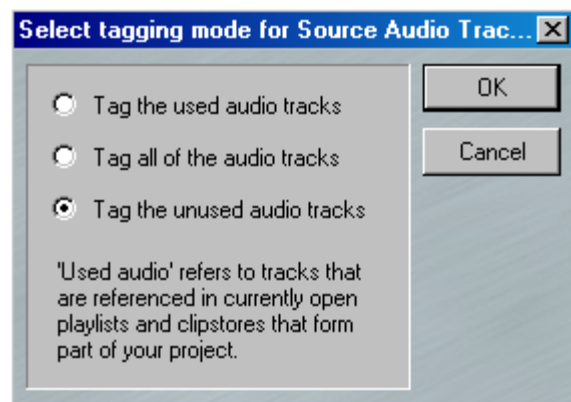 Select tagging mode for Source Audio Trac...
Tag the used audio tracks
Tag all of the audio tracks
Tag the unused audio tracks
'Used audio' refers to tracks that
are referenced in currently open
playlists and clipstores that form
part of your project.
OK
Cancel